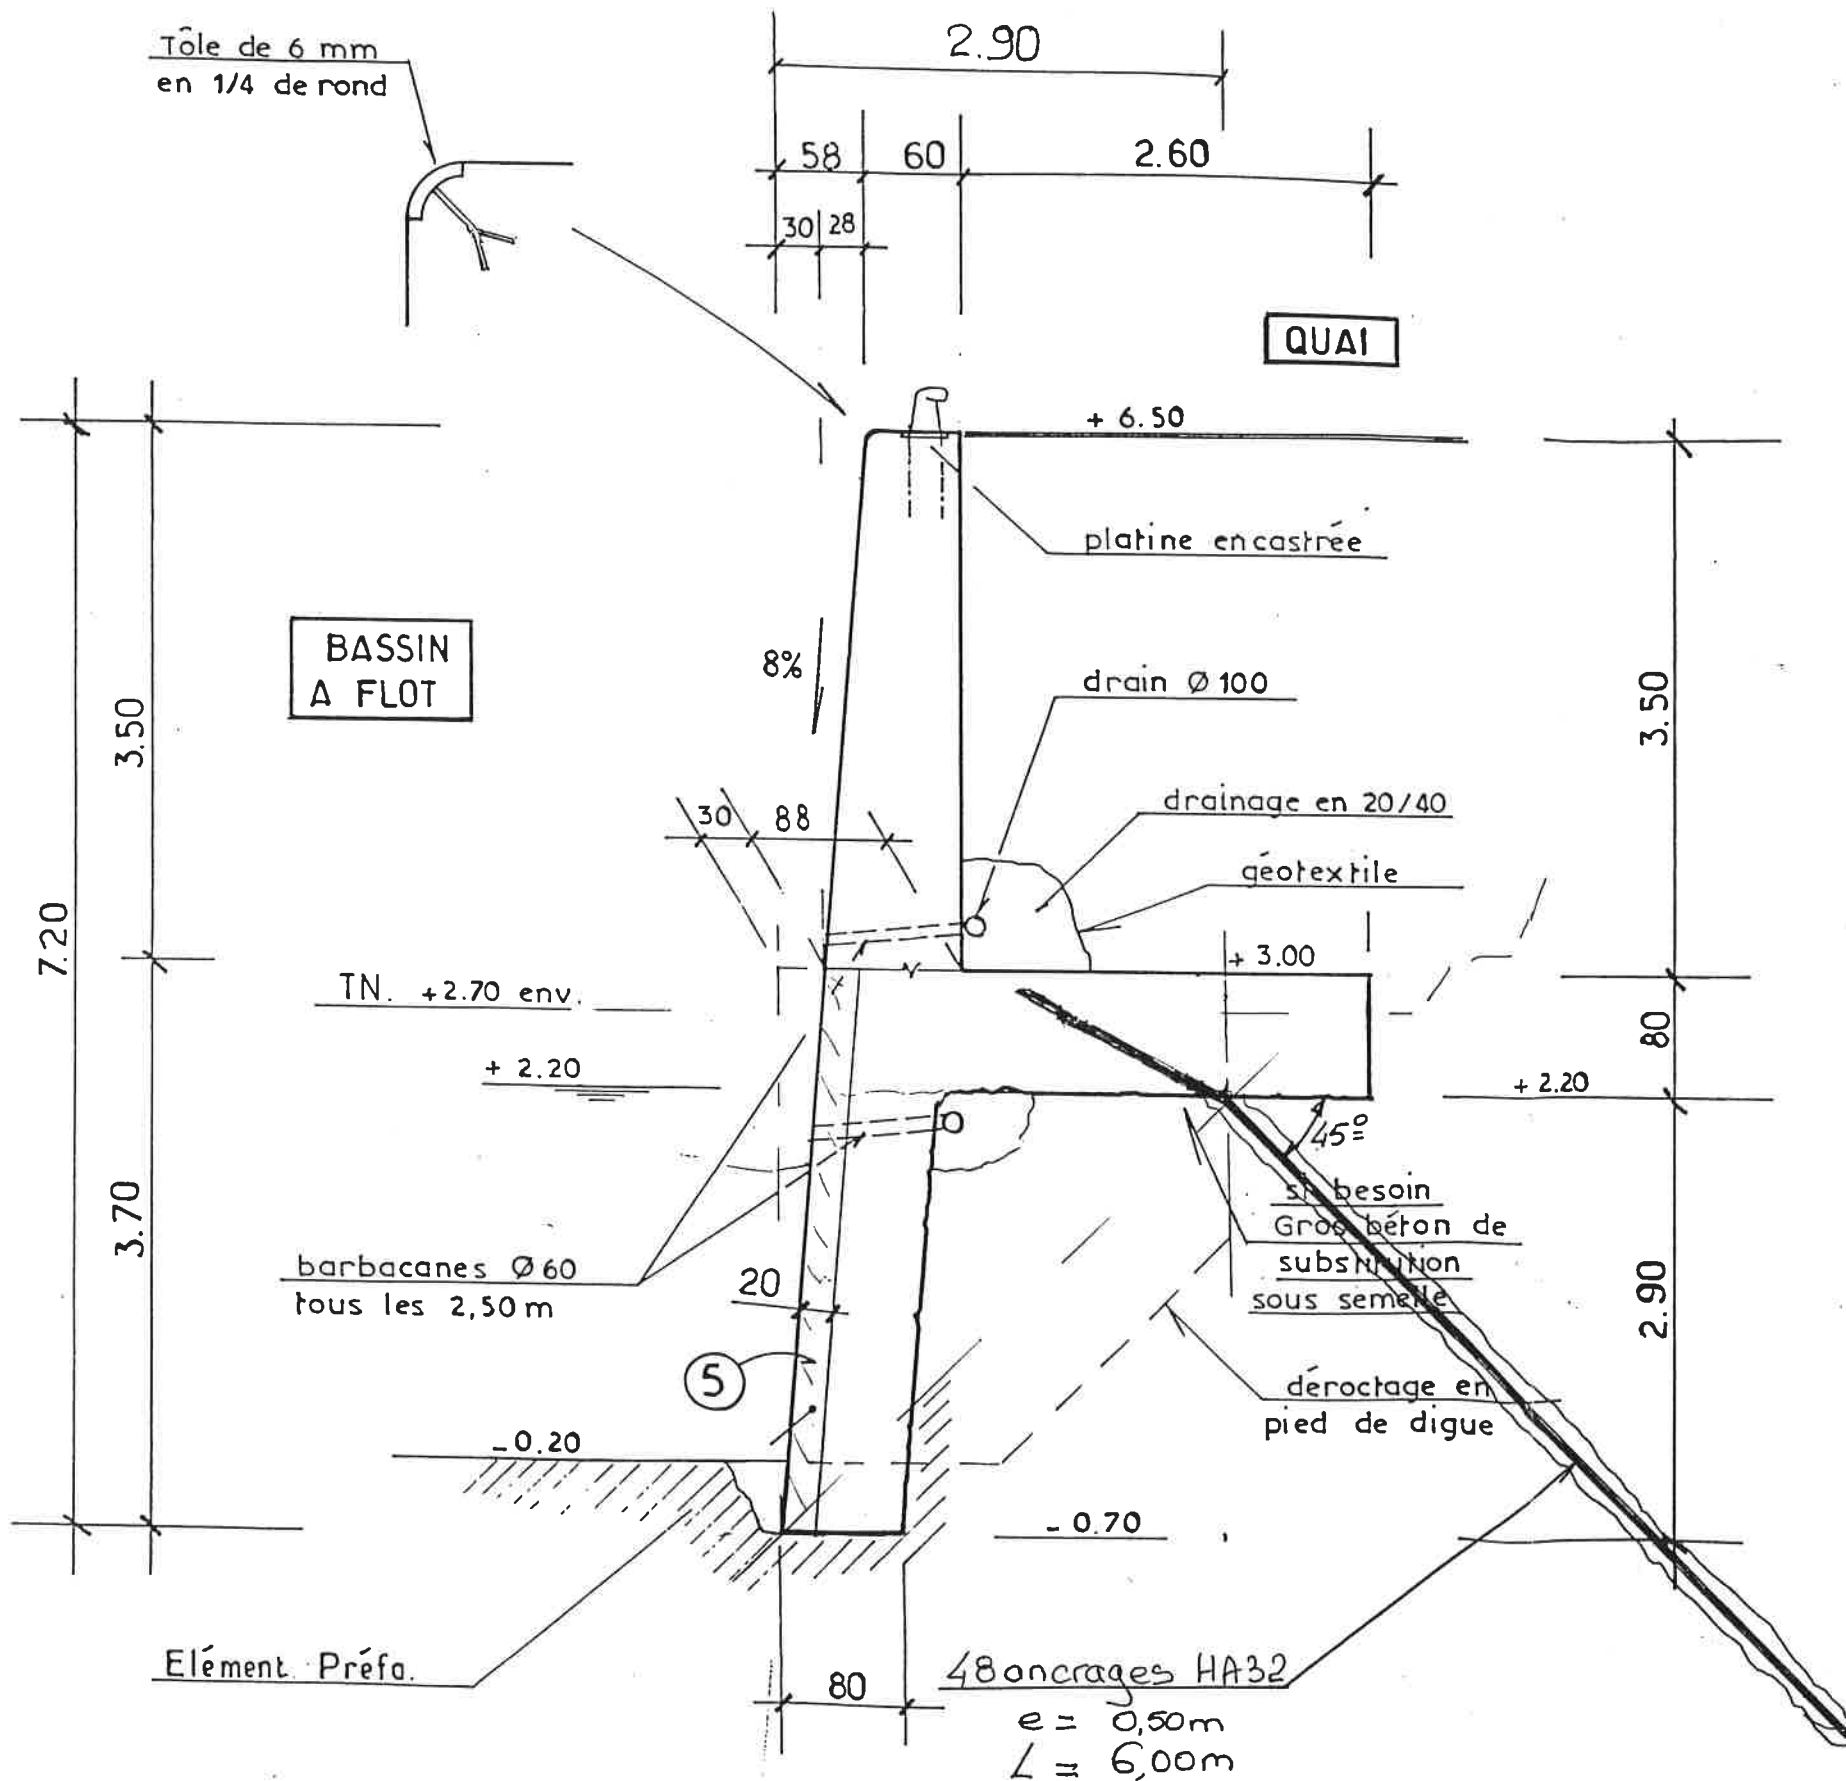 Tôle de 6 mm
en 1/4 de rond
2.90
58
60
2.60
30
28
QUAI
+ 6.50
platine encastrée
BASSIN
A FLOT
8%
drain Ø 100
3.50
3.50
30
88
drainage en 20/40
géotextile
7.20
+ 3.00
TN. +2.70 env.
80
+ 2.20
+ 2.20
45º
3.70
si besoin
Gros béton de
substitution
sous semelle
barbacanes Ø 60
tous les 2,50 m
20
2.90
5
déroctage en
pied de digue
-0.20
- 0.70
Elément Préfa.
80
48 ancrages HA32
e = 0,50m
L = 6,00m